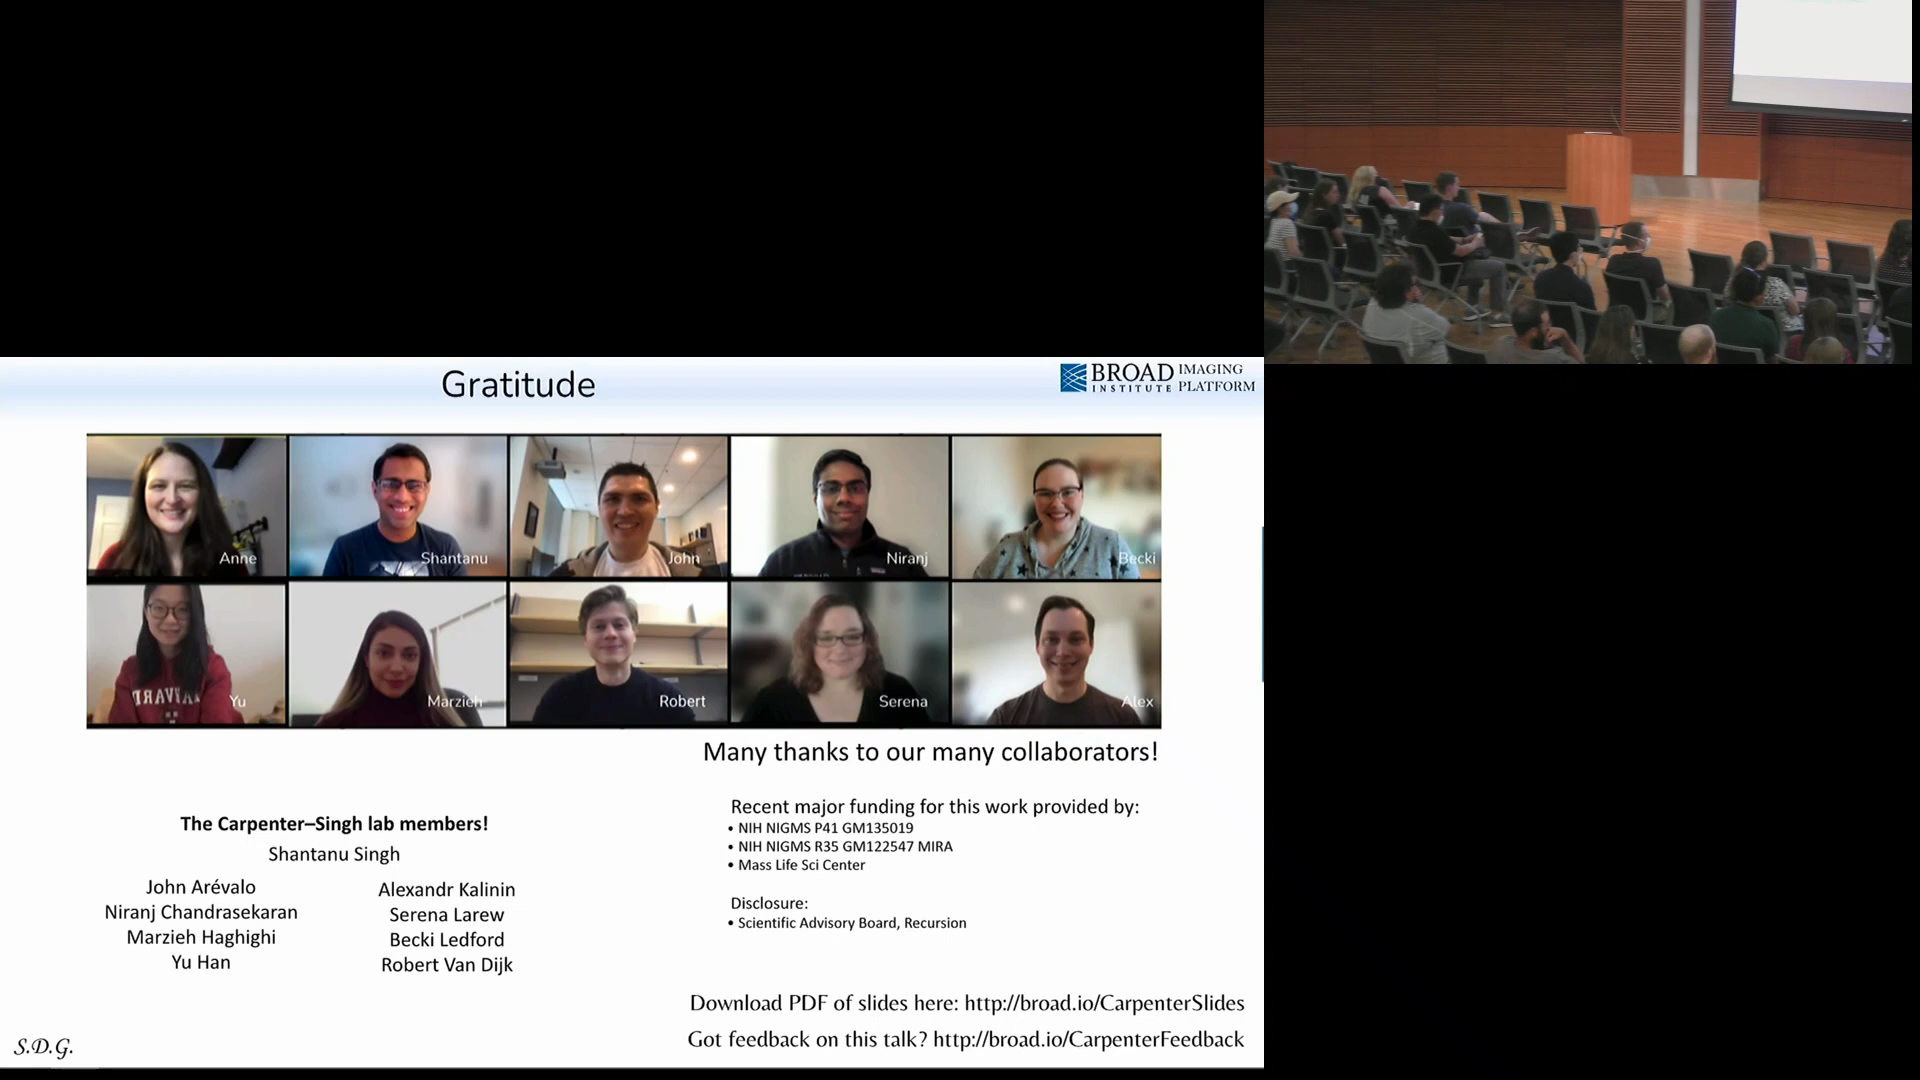 Gratitude
BROAD INSTITUTE
IMAGING PLATFORM
Anne
Shantanu
John
Niranj
Becki
Yu
Marzieh
Robert
Serena
Alex
Many thanks to our many collaborators!
The Carpenter–Singh lab members!
Shantanu Singh
John Arévalo
Niranj Chandrasekaran
Marzieh Haghighi
Yu Han
Alexandr Kalinin
Serena Larew
Becki Ledford
Robert Van Dijk
Recent major funding for this work provided by:
• NIH NIGMS P41 GM135019
• NIH NIGMS R35 GM122547 MIRA
• Mass Life Sci Center
Disclosure:
• Scientific Advisory Board, Recursion
Download PDF of slides here: http://broad.io/CarpenterSlides
Got feedback on this talk? http://broad.io/CarpenterFeedback
S.D.G.